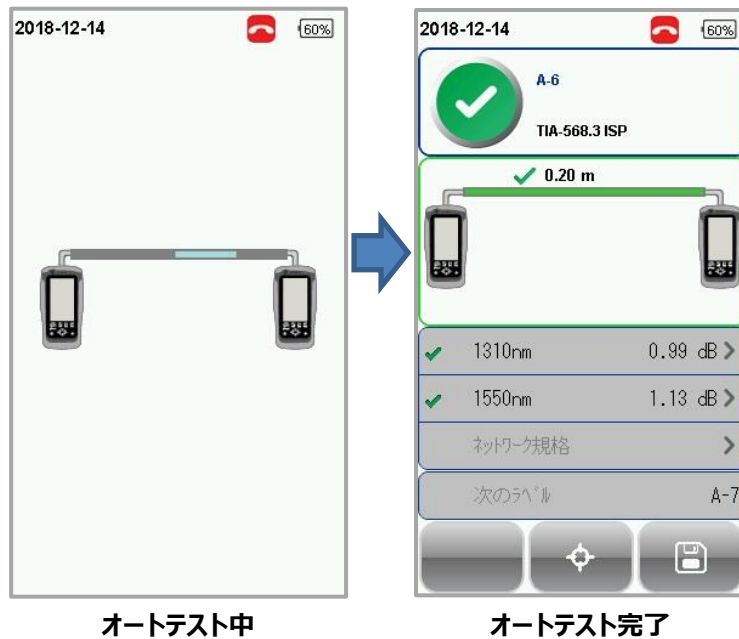 2018-12-14 60%
オートテスト中
2018-12-14 60%
A-6
TIA-568.3 ISP
0.20 m
1310nm 0.99 dB
1550nm 1.13 dB
ネットワーク規格
次のラベル A-7
オートテスト完了